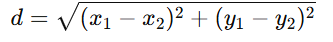 d = √((x₁ − x₂)² + (y₁ − y₂)²)